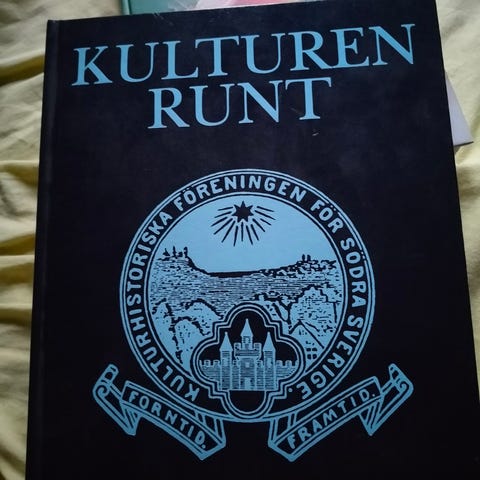 KULTUREN
RUNT
KULTURHISTORISKA FÖRENINGEN FÖR SÖDRA SVERIGE
FORNTID.
FRAMTID.